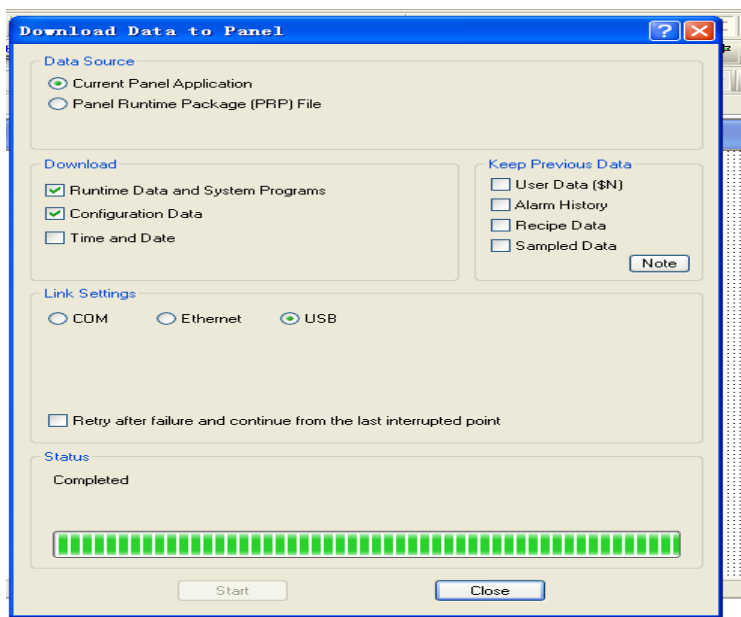 Download Data to Panel
Data Source
Current Panel Application
Panel Runtime Package (PRP) File
Download
Runtime Data and System Programs
Configuration Data
Time and Date
Keep Previous Data
User Data ($N)
Alarm History
Recipe Data
Sampled Data
Note
Link Settings
COM Ethernet USB
Retry after failure and continue from the last interrupted point
Status
Completed
Start Close